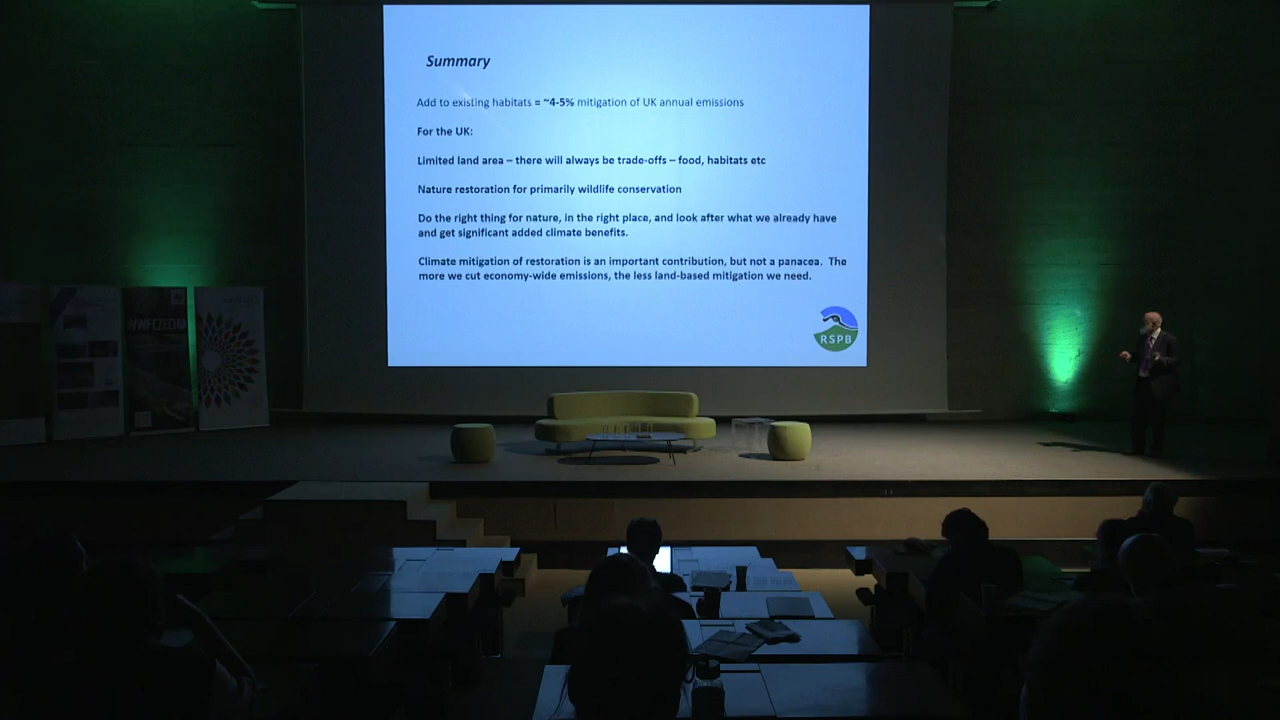 Summary
Add to existing habitats = ~4-5% mitigation of UK annual emissions
For the UK:
Limited land area – there will always be trade-offs – food, habitats etc
Nature restoration for primarily wildlife conservation
Do the right thing for nature, in the right place, and look after what we already have
and get significant added climate benefits.
Climate mitigation of restoration is an important contribution, but not a panacea. The
more we cut economy-wide emissions, the less land-based mitigation we need.
RSPB
WWFCZECHIA